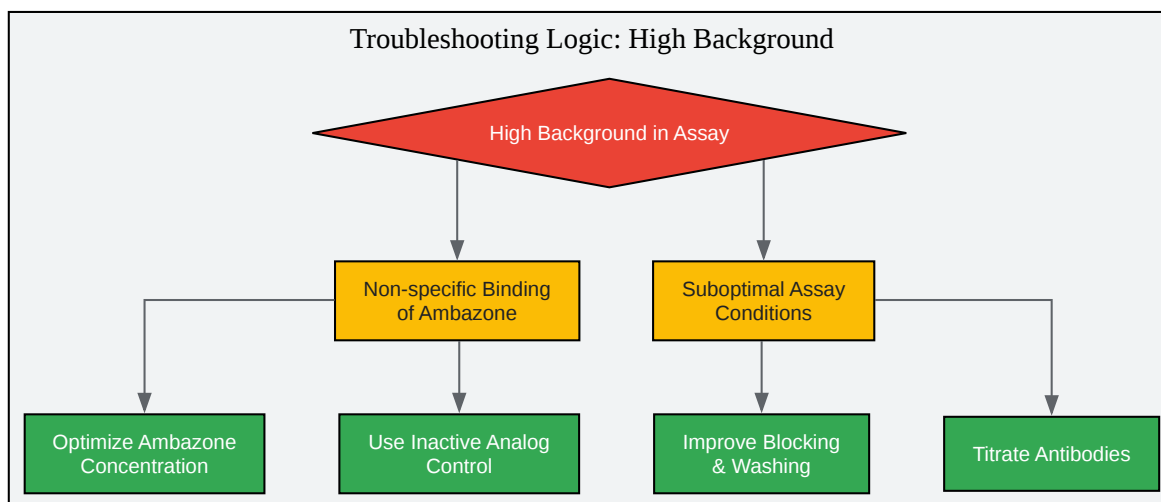 Troubleshooting Logic: High Background
High Background in Assay
Non-specific Binding
of Ambazone
Suboptimal Assay
Conditions
Optimize Ambazone
Concentration
Use Inactive Analog
Control
Improve Blocking
& Washing
Titrate Antibodies